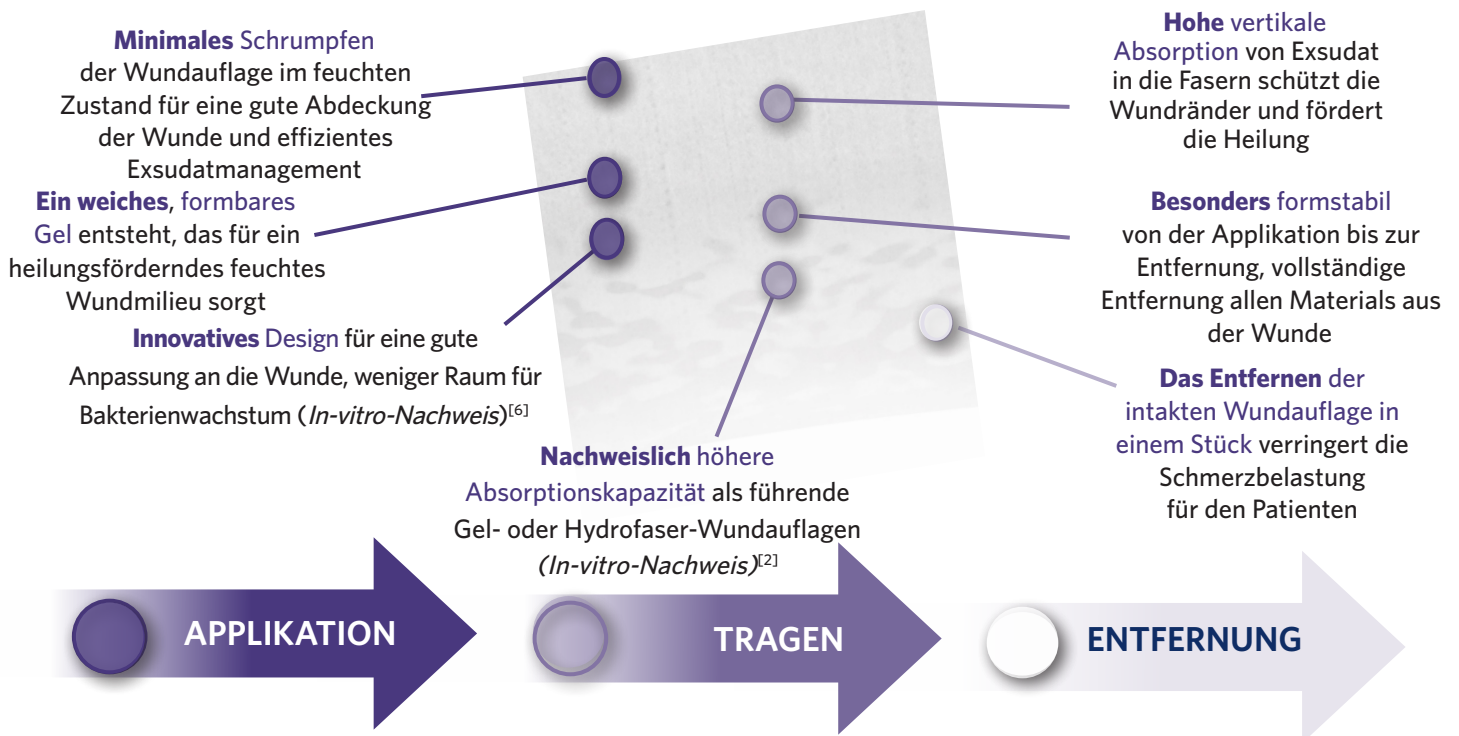 Minimales Schrumpfen
der Wundauflage im feuchten
Zustand für eine gute Abdeckung
der Wunde und effizientes
Exsudatmanagement
Ein weiches, formbares
Gel entsteht, das für ein
heilungsförderndes feuchtes
Wundmilieu sorgt
Innovatives Design für eine gute
Anpassung an die Wunde, weniger Raum für
Bakterienwachstum (In-vitro-Nachweis)[6]
Nachweislich höhere
Absorptionskapazität als führende
Gel- oder Hydrofaser-Wundauflagen
(In-vitro-Nachweis)[2]
Hohe vertikale
Absorption von Exsudat
in die Fasern schützt die
Wundränder und fördert
die Heilung
Besonders formstabil
von der Applikation bis zur
Entfernung, vollständige
Entfernung allen Materials aus
der Wunde
Das Entfernen der
intakten Wundauflage in
einem Stück verringert die
Schmerzbelastung
für den Patienten
APPLIKATION
TRAGEN
ENTFERNUNG